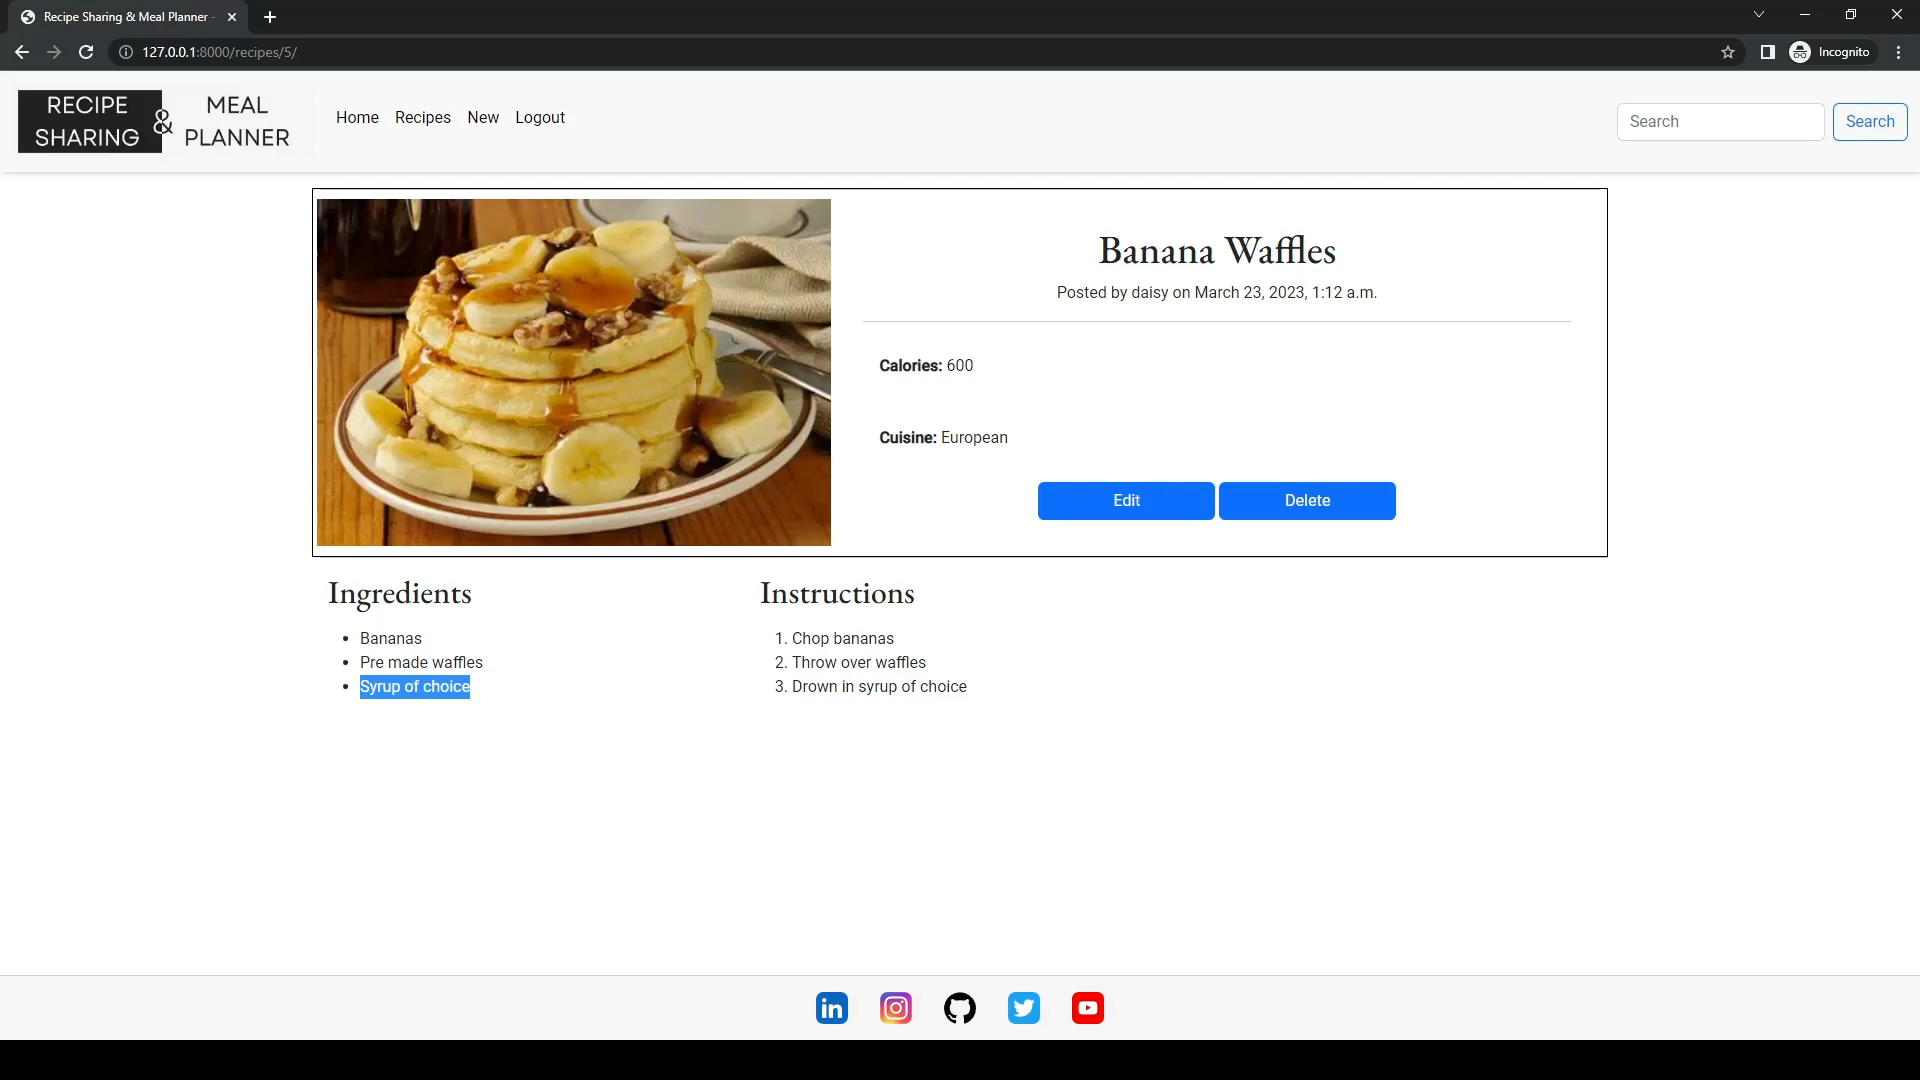 Recipe Sharing & Meal Planner -
127.0.0.1:8000/recipes/5/
Incognito
RECIPE SHARING & MEAL PLANNER
Home Recipes New Logout
Search Search
Banana Waffles
Posted by daisy on March 23, 2023, 1:12 a.m.
Calories: 600
Cuisine: European
Edit Delete
Ingredients
Bananas
Pre made waffles
Syrup of choice
Instructions
1. Chop bananas
2. Throw over waffles
3. Drown in syrup of choice
in